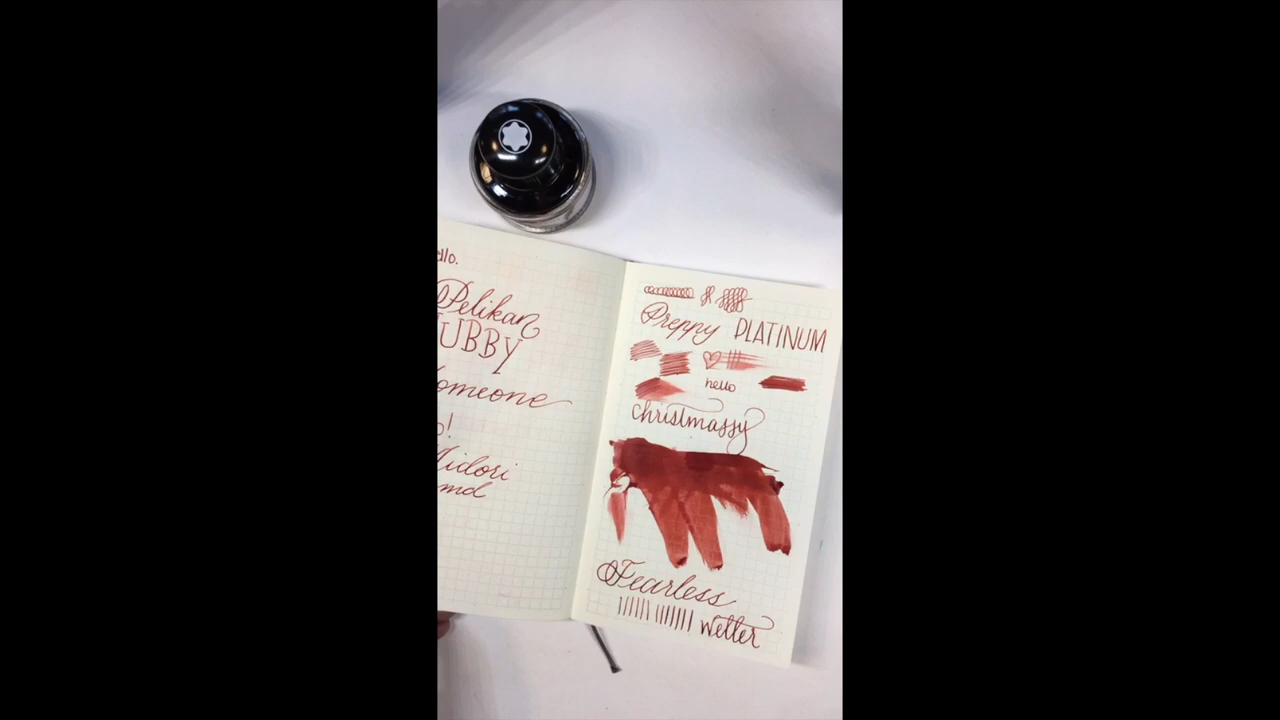 Pelikan
someone
Midori
md
Preppy PLATINUM
hello
christmassy
Fearless
wetter